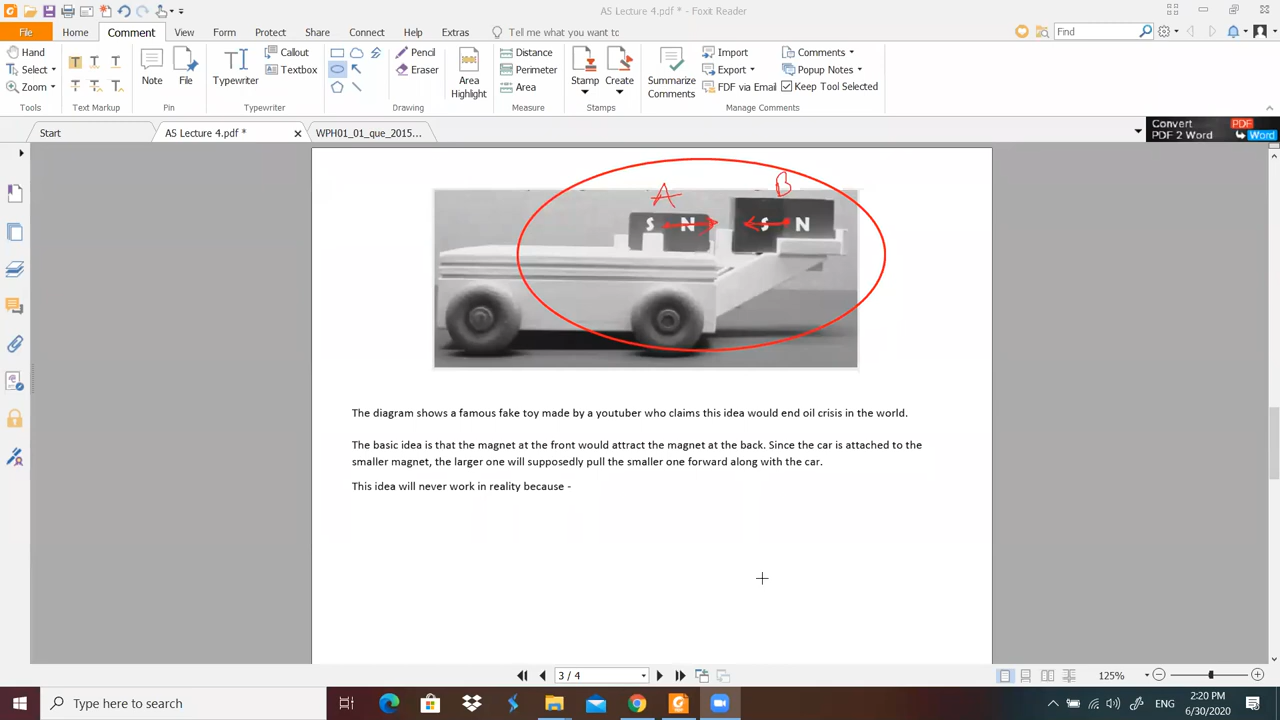 AS Lecture 4.pdf * - Foxit Reader
File Home Comment View Form Protect Share Connect Help Extras Tell me what you want to Find
Hand Callout Pencil Distance Import Comments
Select Textbox Eraser Perimeter Export Popup Notes
Zoom Note File Typewriter Area Highlight Area Stamp Create Summarize Comments FDF via Email Keep Tool Selected
Tools Text Markup Pin Typewriter Drawing Measure Stamps Manage Comments
Start AS Lecture 4.pdf * WPH01_01_que_2015... Convert PDF
PDF 2 Word Word
A B
S N S N
The diagram shows a famous fake toy made by a youtuber who claims this idea would end oil crisis in the world.
The basic idea is that the magnet at the front would attract the magnet at the back. Since the car is attached to the
smaller magnet, the larger one will supposedly pull the smaller one forward along with the car.
This idea will never work in reality because -
3 / 4 125%
Type here to search 2:20 PM
6/30/2020